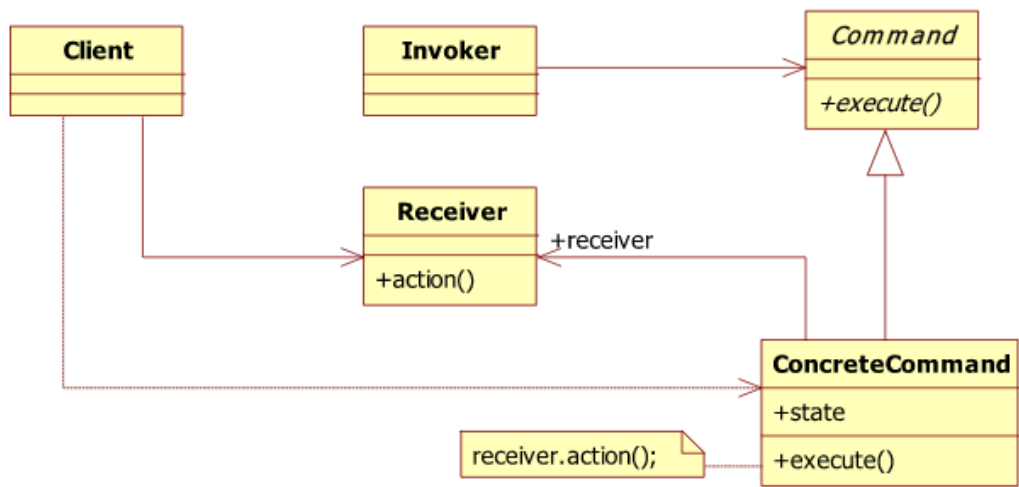 Client
Invoker
Command
+execute()
Receiver
+receiver
+action()
ConcreteCommand
+state
receiver.action();
+execute()